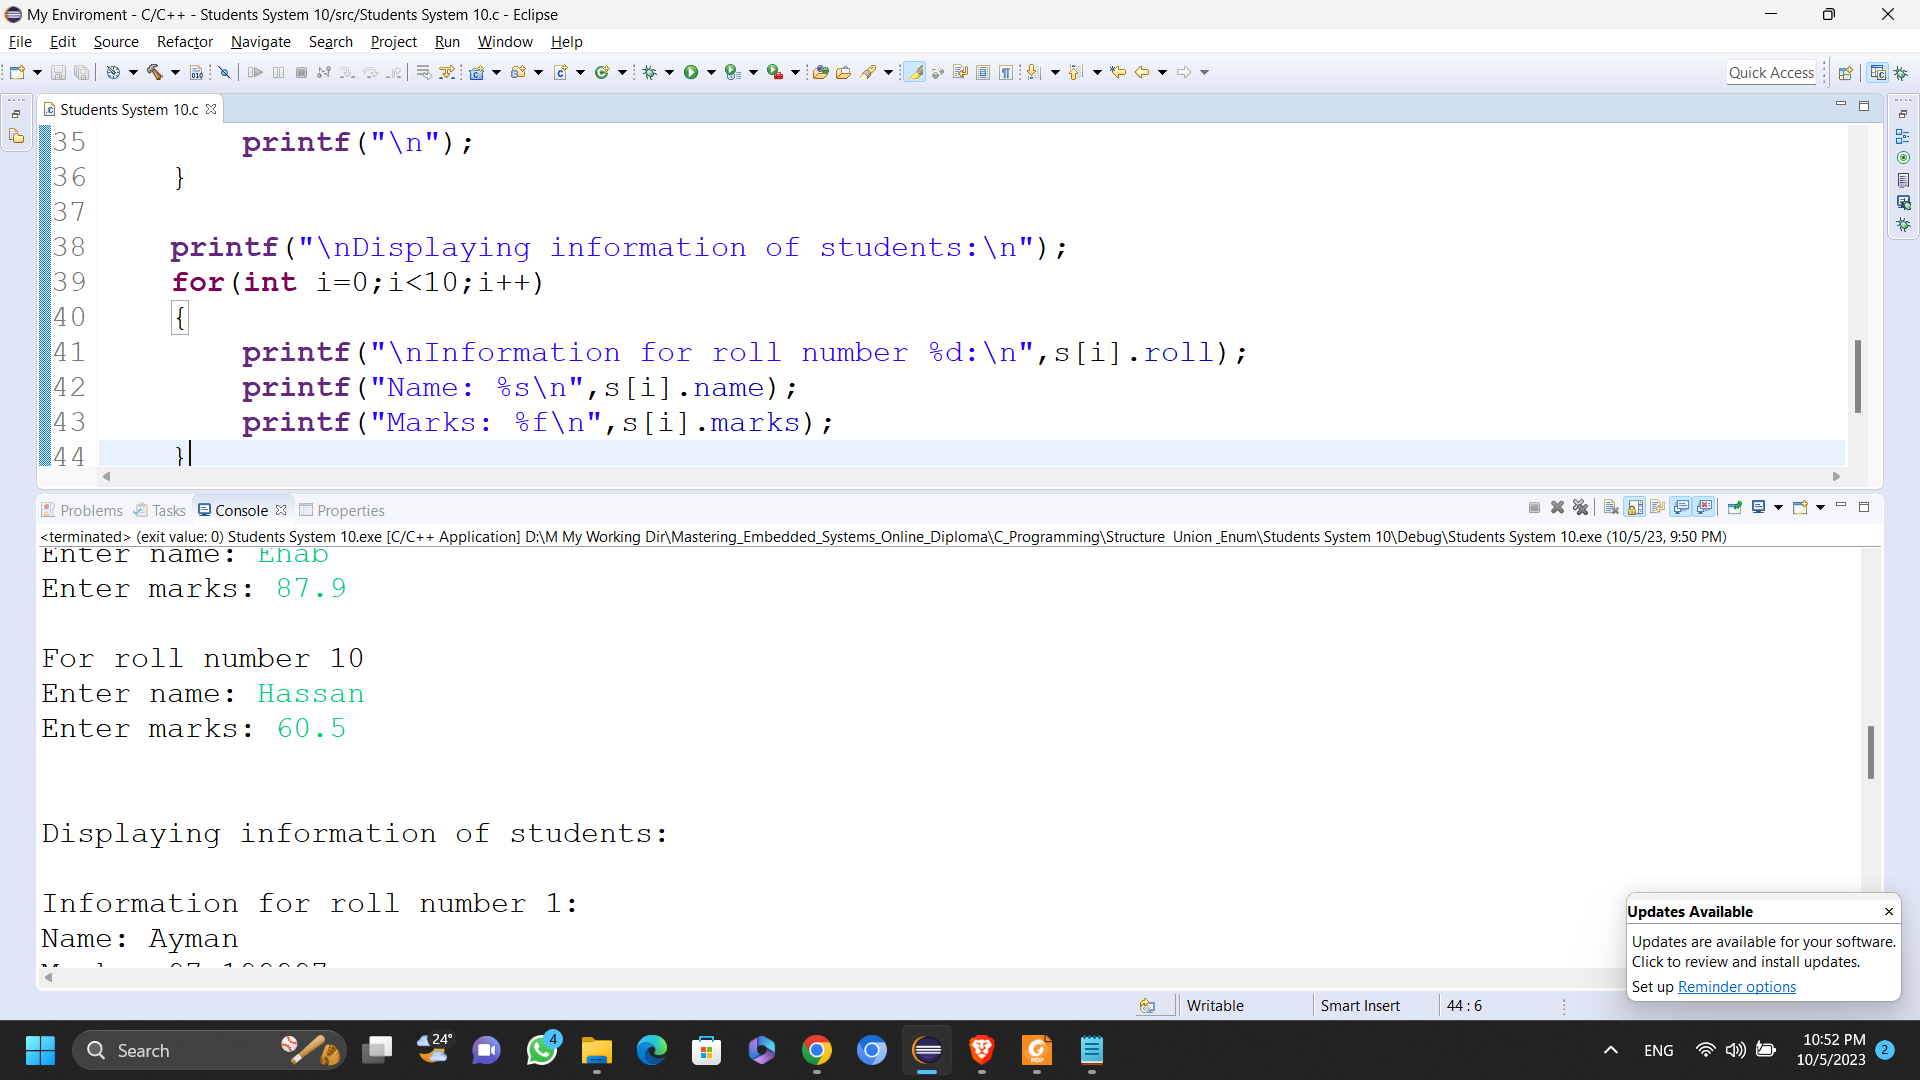 My Enviroment - C/C++ - Students System 10/src/Students System 10.c - Eclipse
File Edit Source Refactor Navigate Search Project Run Window Help
Quick Access
Students System 10.c
35 printf("\n");
36 }
37
38 printf("\nDisplaying information of students:\n");
39 for(int i=0;i<10;i++)
40 {
41 printf("\nInformation for roll number %d:\n",s[i].roll);
42 printf("Name: %s\n",s[i].name);
43 printf("Marks: %f\n",s[i].marks);
44 }
Problems Tasks Console Properties
<terminated> (exit value: 0) Students System 10.exe [C/C++ Application] D:\M My Working Dir\Mastering_Embedded_Systems_Online_Diploma\C_Programming\Structure Union _Enum\Students System 10\Debug\Students System 10.exe (10/5/23, 9:50 PM)
Enter name: Ehab
Enter marks: 87.9
For roll number 10
Enter name: Hassan
Enter marks: 60.5
Displaying information of students:
Information for roll number 1:
Name: Ayman
Updates Available
Updates are available for your software.
Click to review and install updates.
Set up Reminder options
Writable Smart Insert 44 : 6
Search
24°
4
ENG
10:52 PM
10/5/2023
2